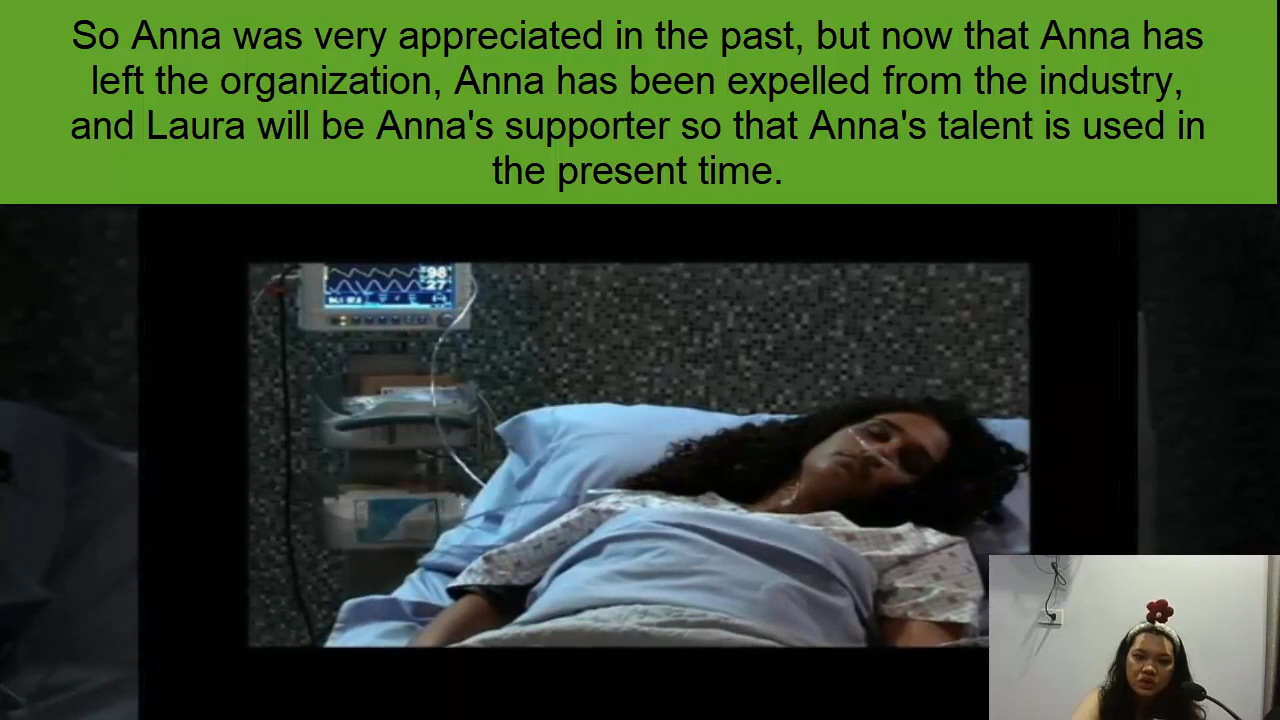 So Anna was very appreciated in the past, but now that Anna has
left the organization, Anna has been expelled from the industry,
and Laura will be Anna's supporter so that Anna's talent is used in
the present time.
98
27